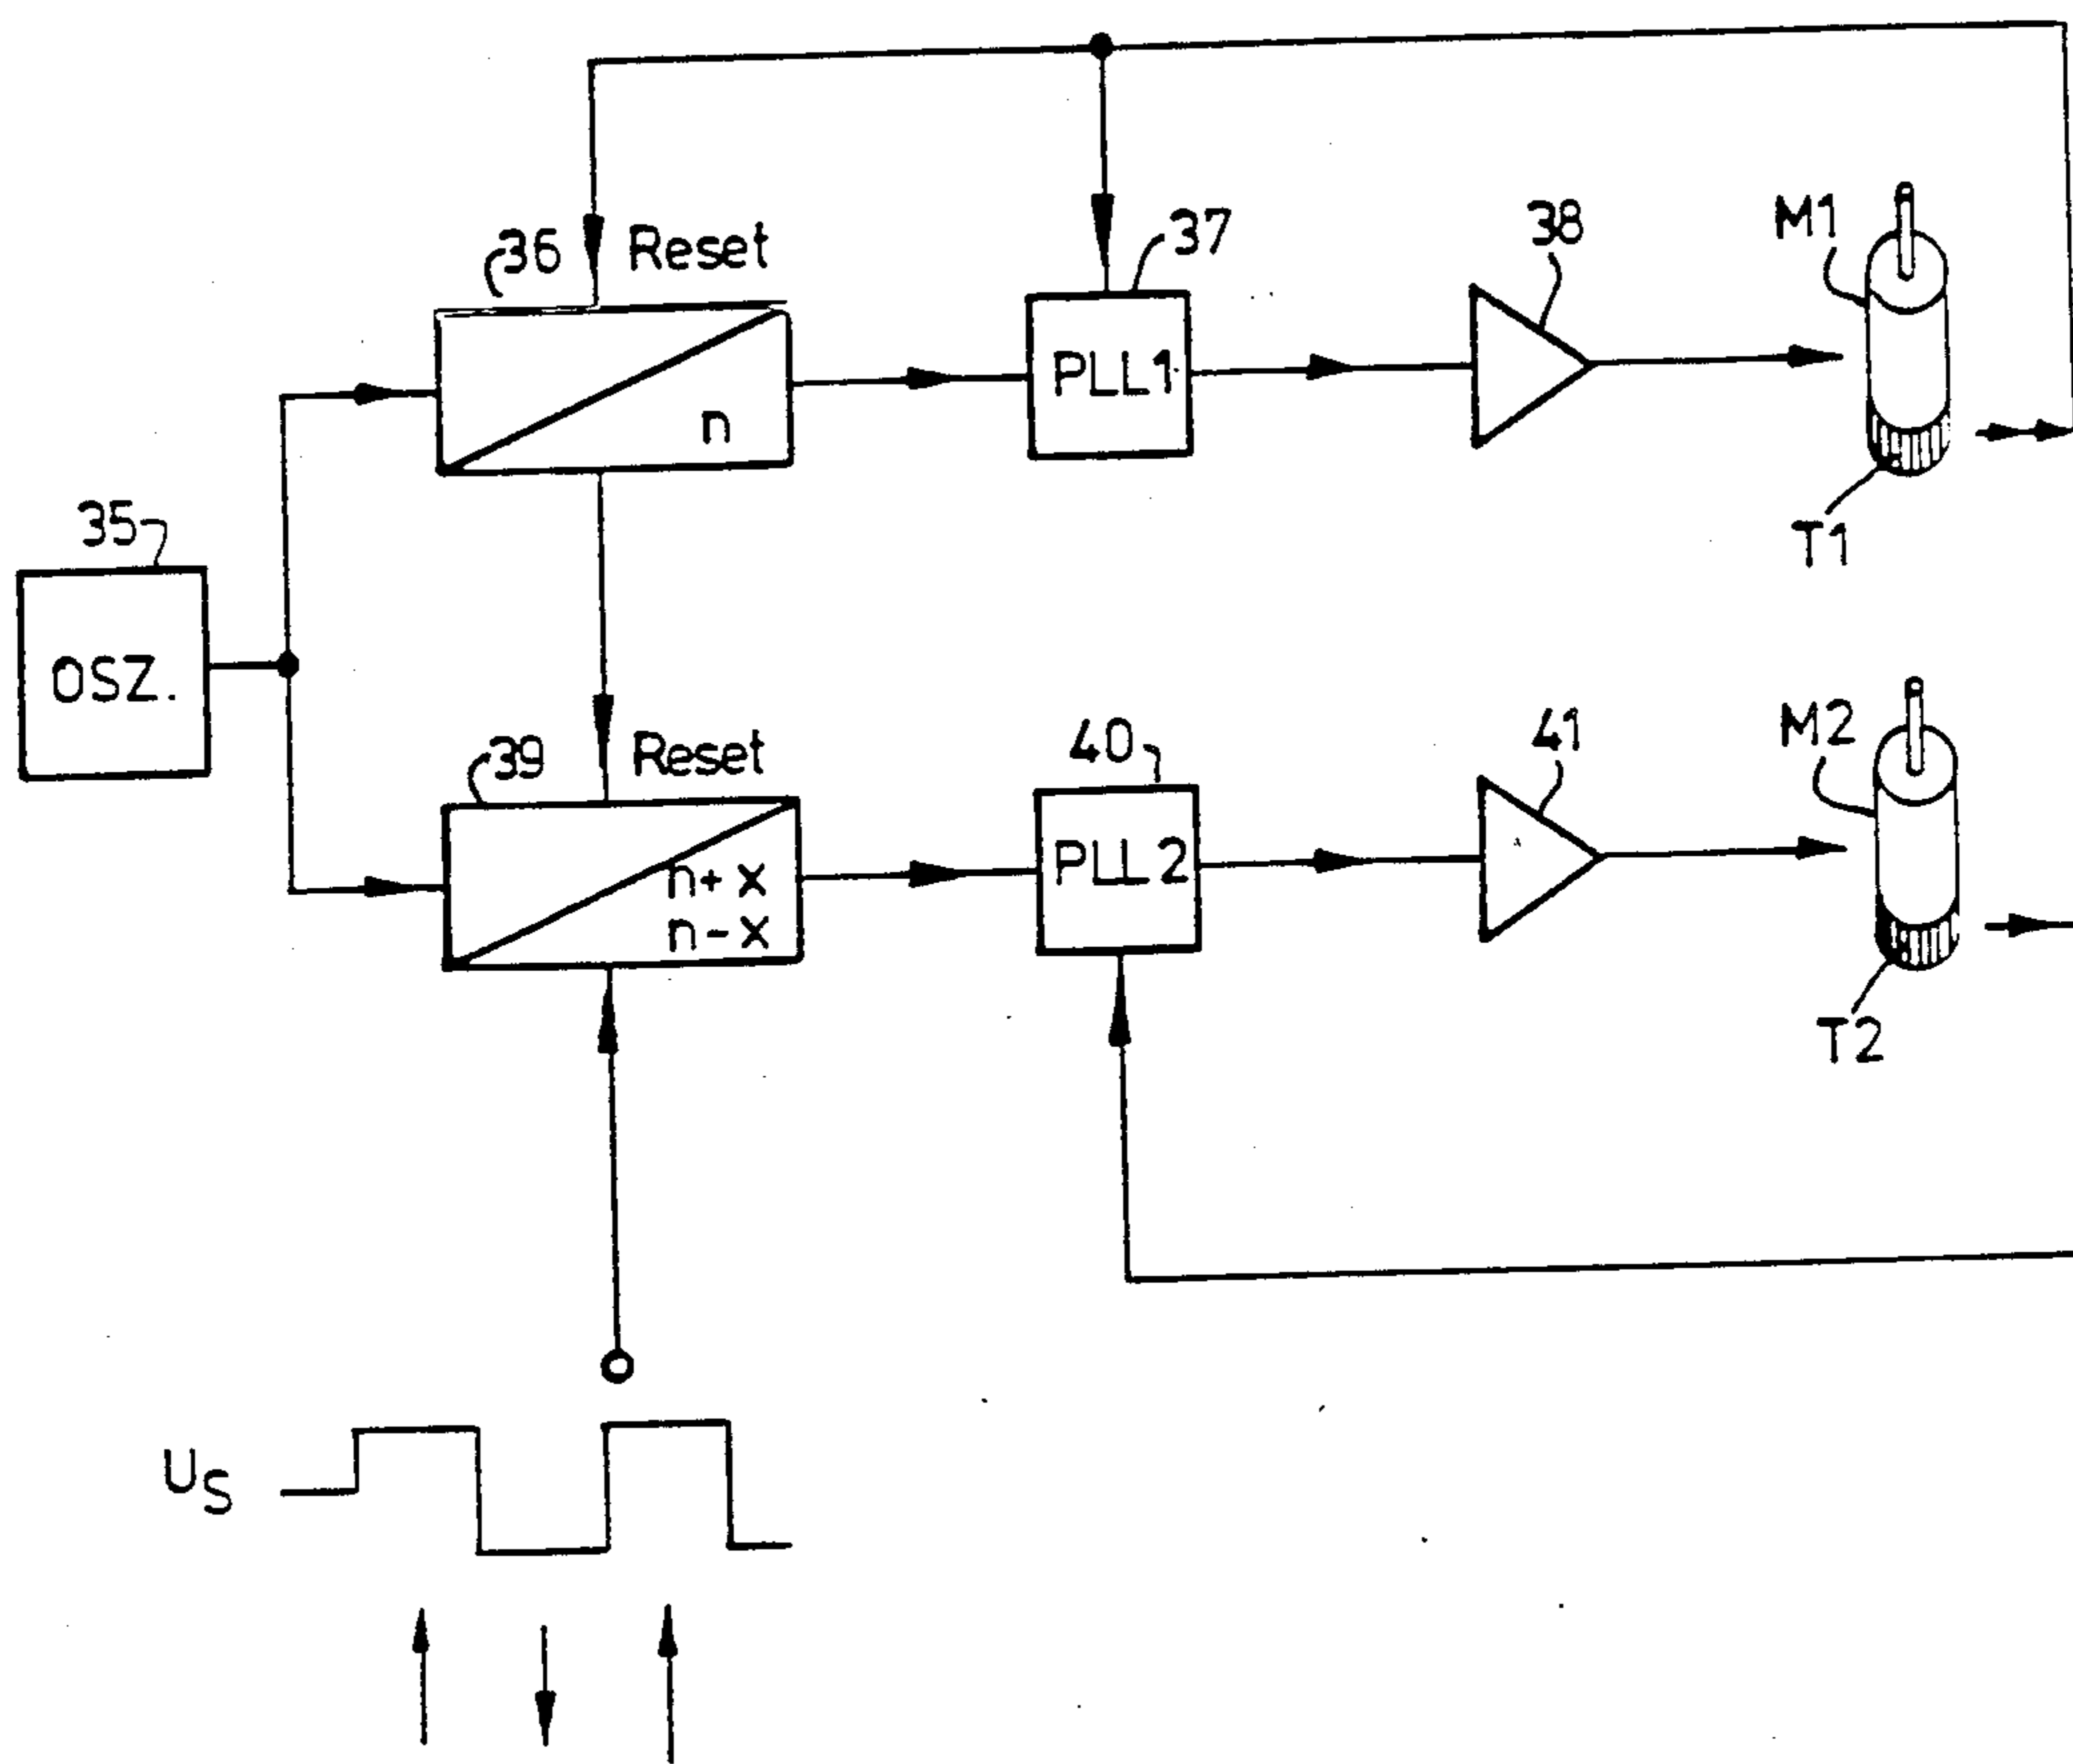 36
Reset
37
38
M1
PLL1
n
T1
35
OSZ.
39
Reset
40
41
M2
n+x
n-x
PLL2
T2
US